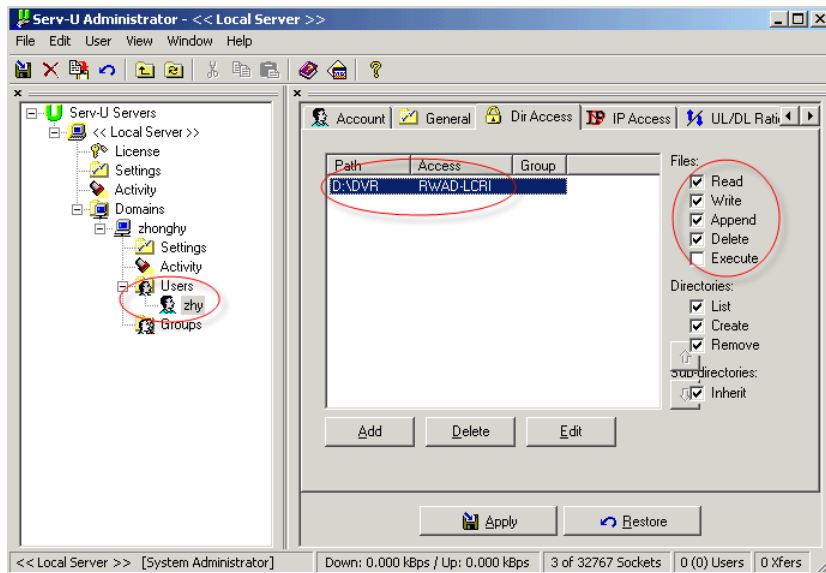 Serv-U Administrator - << Local Server >>
File Edit User View Window Help
Serv-U Servers
<< Local Server >>
License
Settings
Activity
Domains
zhonghy
Settings
Activity
Users
zhy
Groups
Account General Dir Access IP Access UL/DL Rati
Path Access Group
D:\DVR RWAD-LCRI
Files:
Read
Write
Append
Delete
Execute
Directories:
List
Create
Remove
Sub-directories:
Inherit
Add Delete Edit
Apply Restore
<< Local Server >> [System Administrator] Down: 0.000 kBps / Up: 0.000 kBps 3 of 32767 Sockets 0 (0) Users 0 Xfers